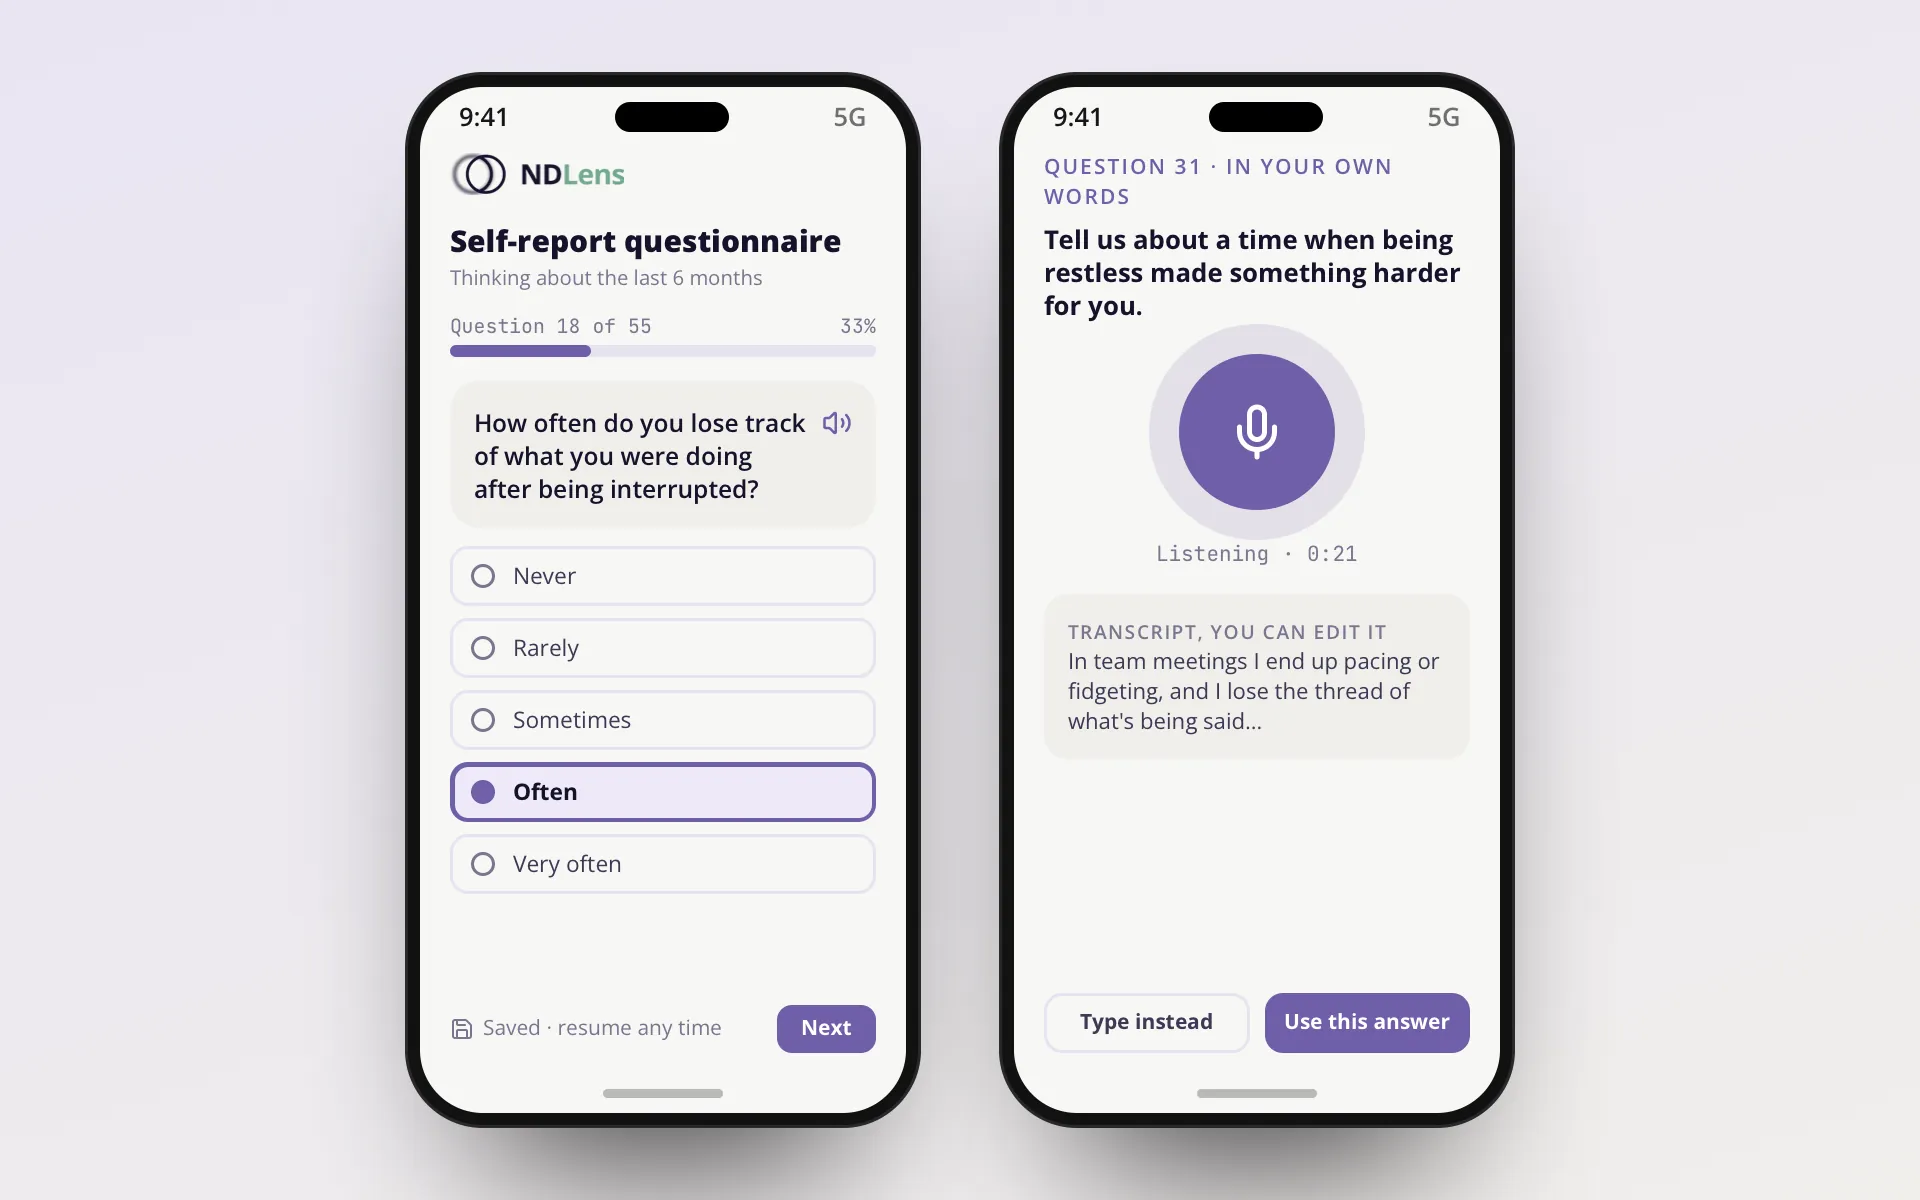 9:41
5G
NDLens
Self-report questionnaire
Thinking about the last 6 months
Question 18 of 55
33%
How often do you lose track
of what you were doing
after being interrupted?
Never
Rarely
Sometimes
Often
Very often
Saved · resume any time
Next
9:41
5G
QUESTION 31 · IN YOUR OWN
WORDS
Tell us about a time when being
restless made something harder
for you.
Listening · 0:21
TRANSCRIPT, YOU CAN EDIT IT
In team meetings I end up pacing or
fidgeting, and I lose the thread of
what's being said...
Type instead
Use this answer